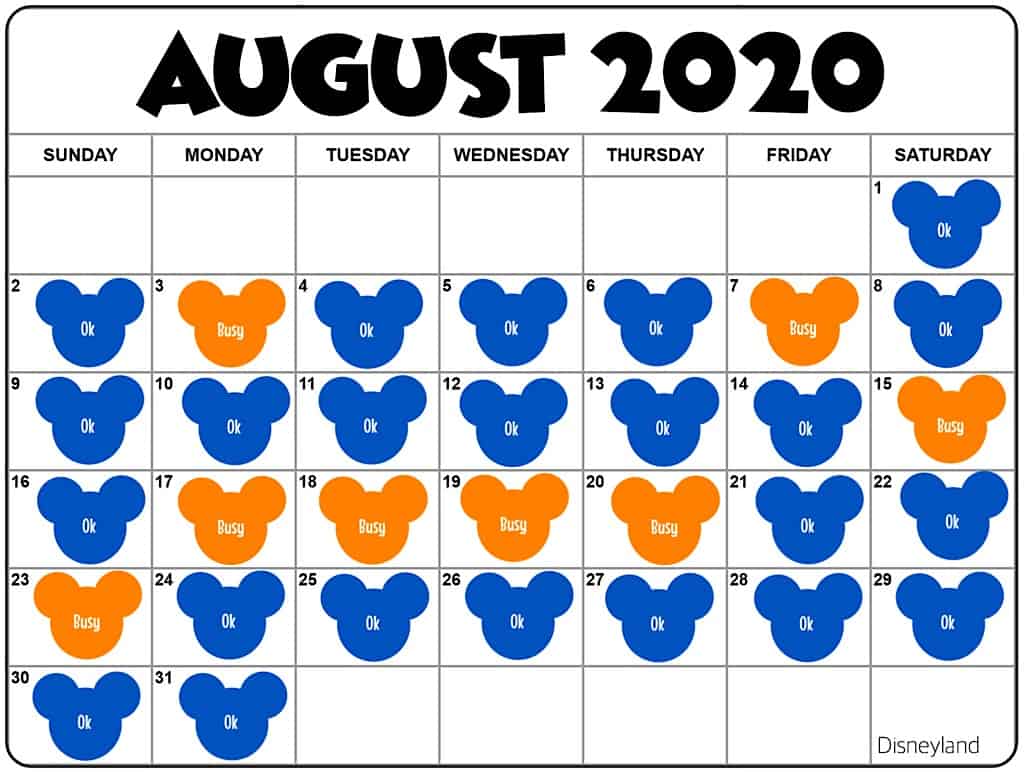 AUGUST 2020
SUNDAY MONDAY TUESDAY WEDNESDAY THURSDAY FRIDAY SATURDAY
1 Ok
2 Ok 3 Busy 4 Ok 5 Ok 6 Ok 7 Busy 8 Ok
9 Ok 10 Ok 11 Ok 12 Ok 13 Ok 14 Ok 15 Busy
16 Ok 17 Busy 18 Busy 19 Busy 20 Busy 21 Ok 22 Ok
23 Busy 24 Ok 25 Ok 26 Ok 27 Ok 28 Ok 29 Ok
30 Ok 31 Ok
Disneyland